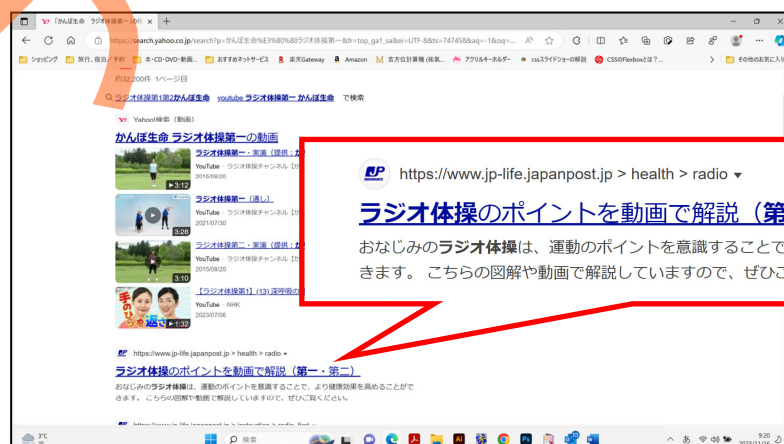 「かんぽ生命 ラジオ体操第一」の検
https://search.yahoo.co.jp/search?p=かんぽ生命%E3%80%80ラジオ体操第一&fr=top_ga1_sa&ei=UTF-8&ts=747458&aq=-1&oq=...
ショッピング 旅行、宿泊／予約 本・CD・DVD・動画... おすすめネットサービス 楽天Gateway Amazon 吉方位計算機 (祐気... アクリルキーホルダー cssスライドショーの解説 CSSのFlexboxとは？... その他のお気に入り
約32,200件 1ページ目
ラジオ体操第1第2かんぽ生命 youtube ラジオ体操第一 かんぽ生命 で検索
Yahoo!検索（動画）
かんぽ生命 ラジオ体操第一の動画
ラジオ体操第一・実演（提供：か
YouTube ラジオ体操チャンネル【か
2015/08/20
3:12
ラジオ体操第一（通し）
YouTube ラジオ体操チャンネル【か
2021/07/30
3:28
ラジオ体操第二・実演（提供：か
YouTube ラジオ体操チャンネル【か
2015/08/20
3:10
【ラジオ体操第1】(13) 深呼吸の
YouTube NHK
2023/07/06
手のひらを返さ
1:32
https://www.jp-life.japanpost.jp > health > radio
ラジオ体操のポイントを動画で解説（第
おなじみのラジオ体操は、運動のポイントを意識することで
きます。 こちらの図解や動画で解説していますので、ぜひご
https://www.jp-life.japanpost.jp > health > radio
ラジオ体操のポイントを動画で解説（第一・第二）
おなじみのラジオ体操は、運動のポイントを意識することで、より健康効果を高めることがで
きます。 こちらの図解や動画で解説していますので、ぜひご覧ください。
3°C
検索
あ
9:20